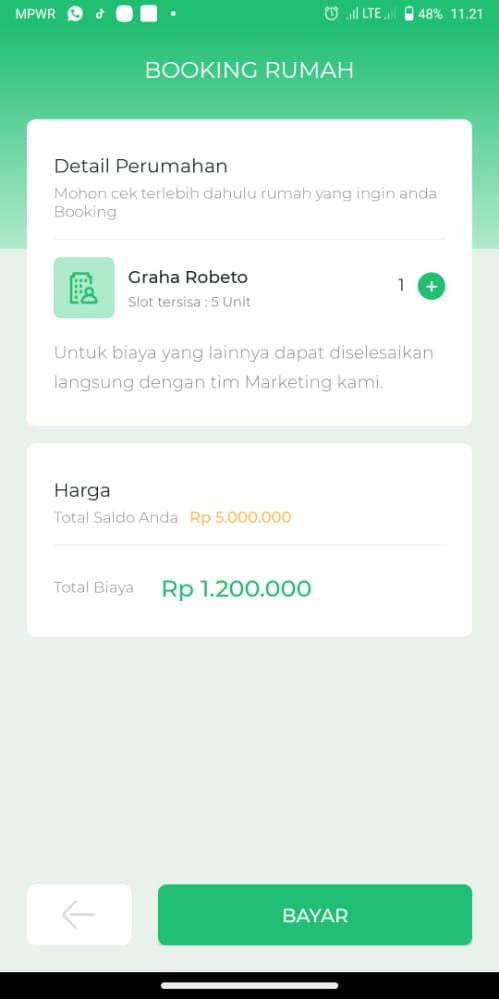 MPWR LTE 48% 11.21
BOOKING RUMAH
Detail Perumahan
Mohon cek terlebih dahulu rumah yang ingin anda
Booking
Graha Robeto
1 +
Slot tersisa : 5 Unit
Untuk biaya yang lainnya dapat diselesaikan
langsung dengan tim Marketing kami.
Harga
Total Saldo Anda Rp 5.000.000
Total Biaya Rp 1.200.000
BAYAR